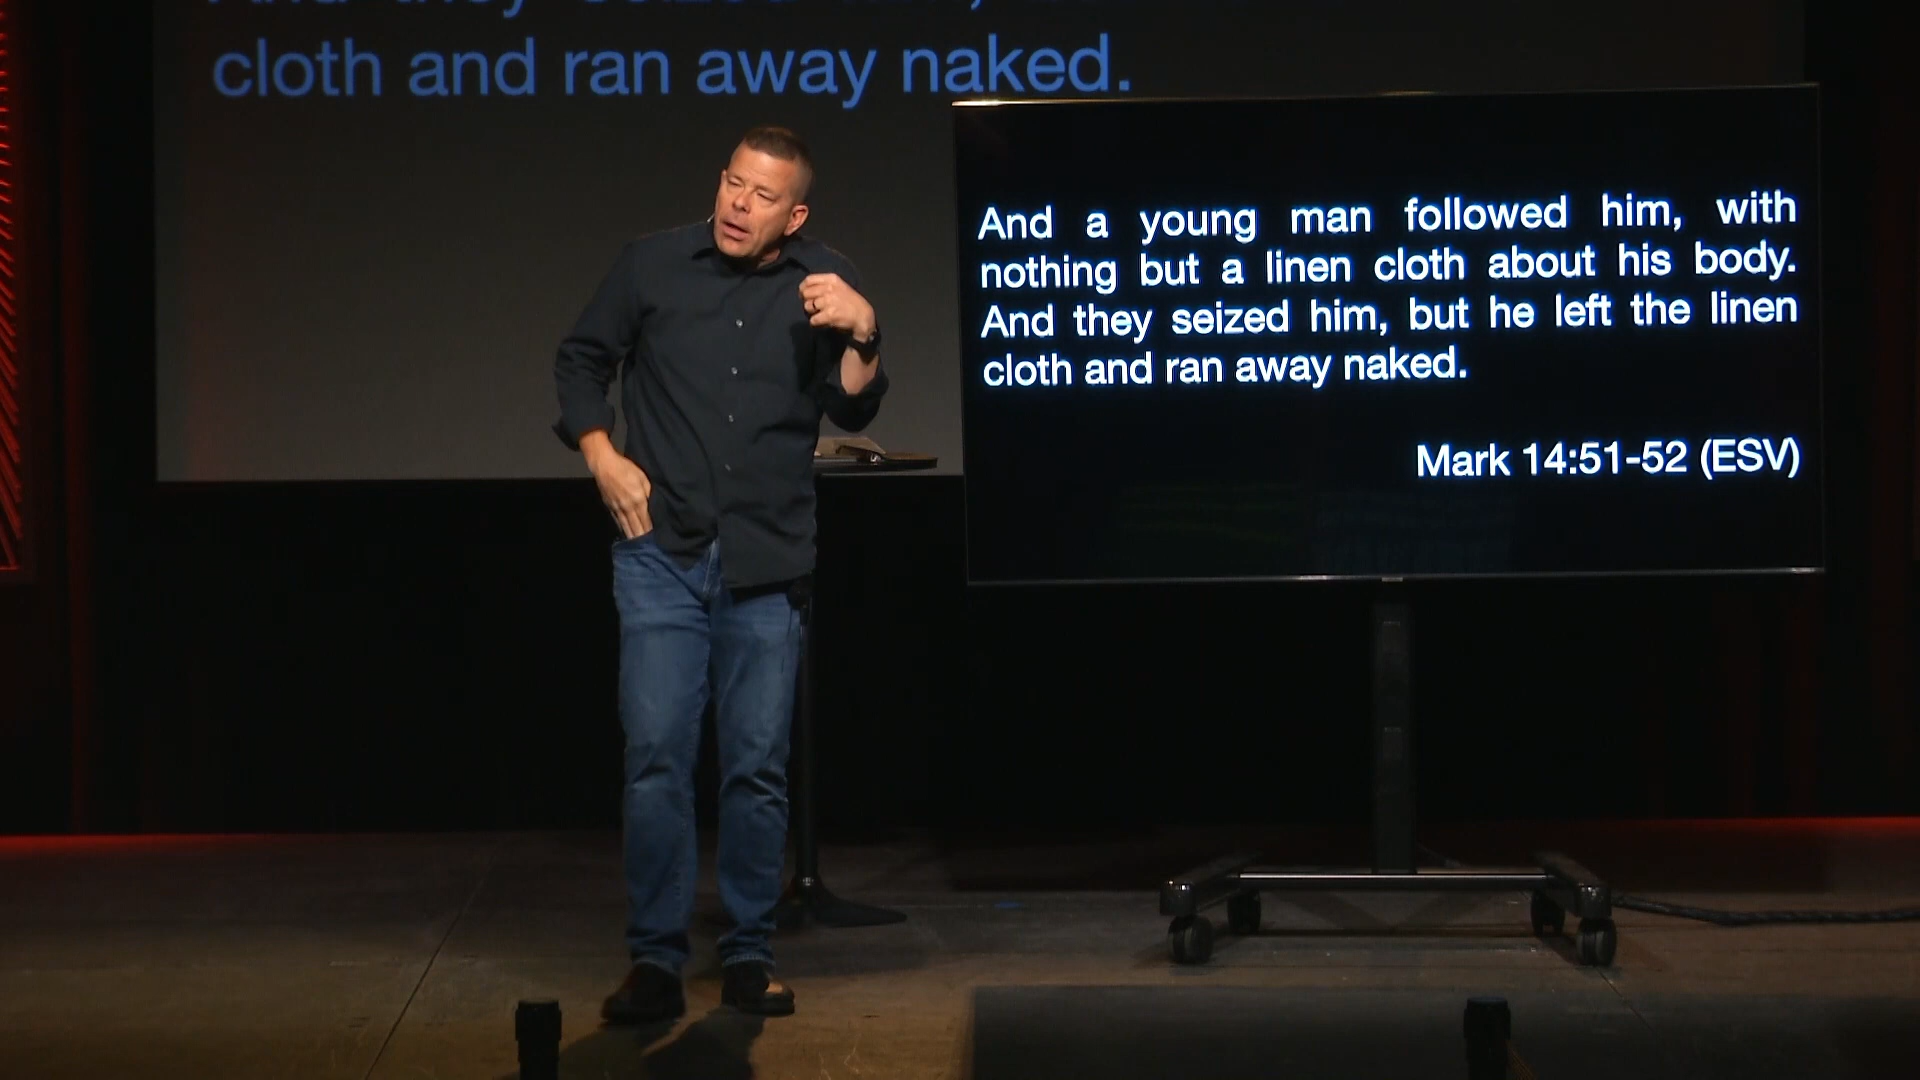 cloth and ran away naked.
And a young man followed him, with
nothing but a linen cloth about his body.
And they seized him, but he left the linen
cloth and ran away naked.
Mark 14:51-52 (ESV)